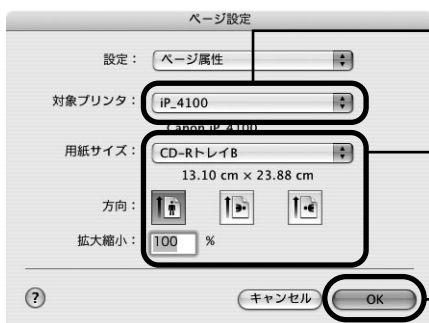 ページ設定
設定： ページ属性
対象プリンタ： iP_4100
Canon iP_4100
用紙サイズ： CD-RトレイB
13.10 cm × 23.88 cm
方向：
拡大縮小： 100 %
? キャンセル OK